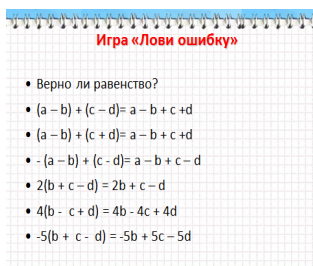 Игра «Лови ошибку»
• Верно ли равенство?
• (a – b) + (c – d)= a – b + c +d
• (a – b) + (c + d)= a – b + c +d
• - (a – b) + (c - d)= a – b + c – d
• 2(b + c – d) = 2b + c – d
• 4(b - c + d) = 4b - 4c + 4d
• -5(b + c - d) = -5b + 5c – 5d